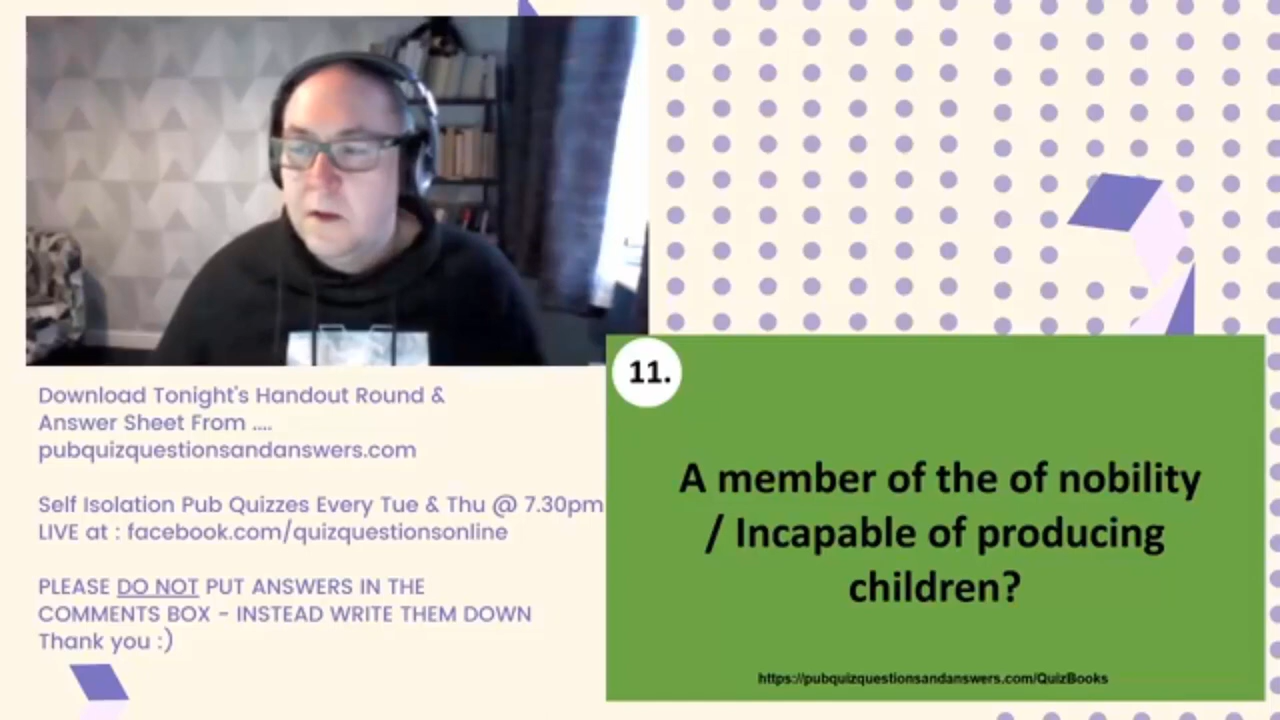 Download Tonight's Handout Round &
Answer Sheet From ....
pubquizquestionsandanswers.com
Self Isolation Pub Quizzes Every Tue & Thu @ 7.30pm
LIVE at : facebook.com/quizquestionsonline
PLEASE DO NOT PUT ANSWERS IN THE
COMMENTS BOX - INSTEAD WRITE THEM DOWN
Thank you :)
11.
A member of the of nobility
/ Incapable of producing
children?
https://pubquizquestionsandanswers.com/QuizBooks